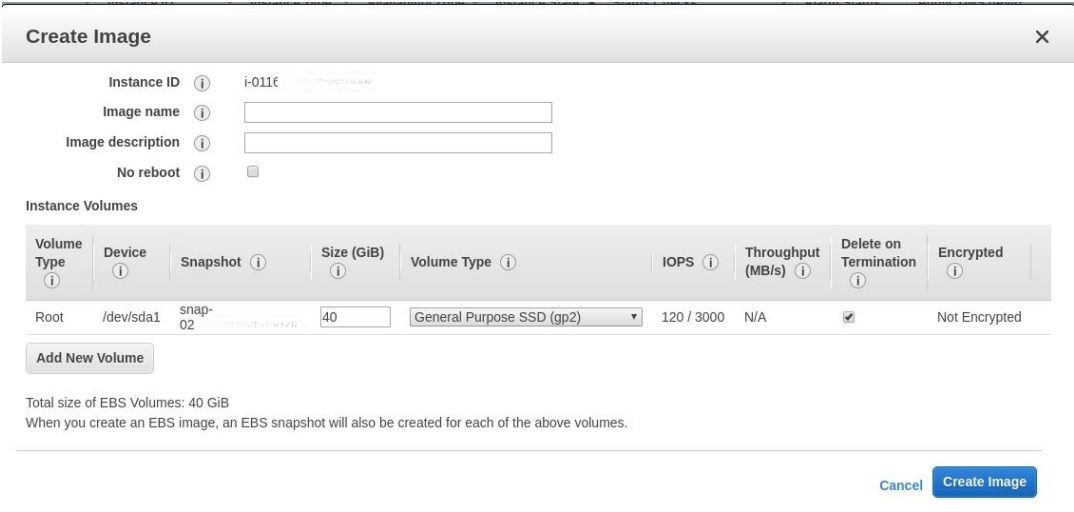 Create Image
Instance ID i
i-0116
Image name i
Image description i
No reboot i
Instance Volumes
Volume Type i Device i Snapshot i Size (GiB) i Volume Type i IOPS i Throughput (MB/s) i Delete on Termination i Encrypted i
Root /dev/sda1 snap-02 40 General Purpose SSD (gp2) 120 / 3000 N/A Not Encrypted
Add New Volume
Total size of EBS Volumes: 40 GiB
When you create an EBS image, an EBS snapshot will also be created for each of the above volumes.
Cancel Create Image